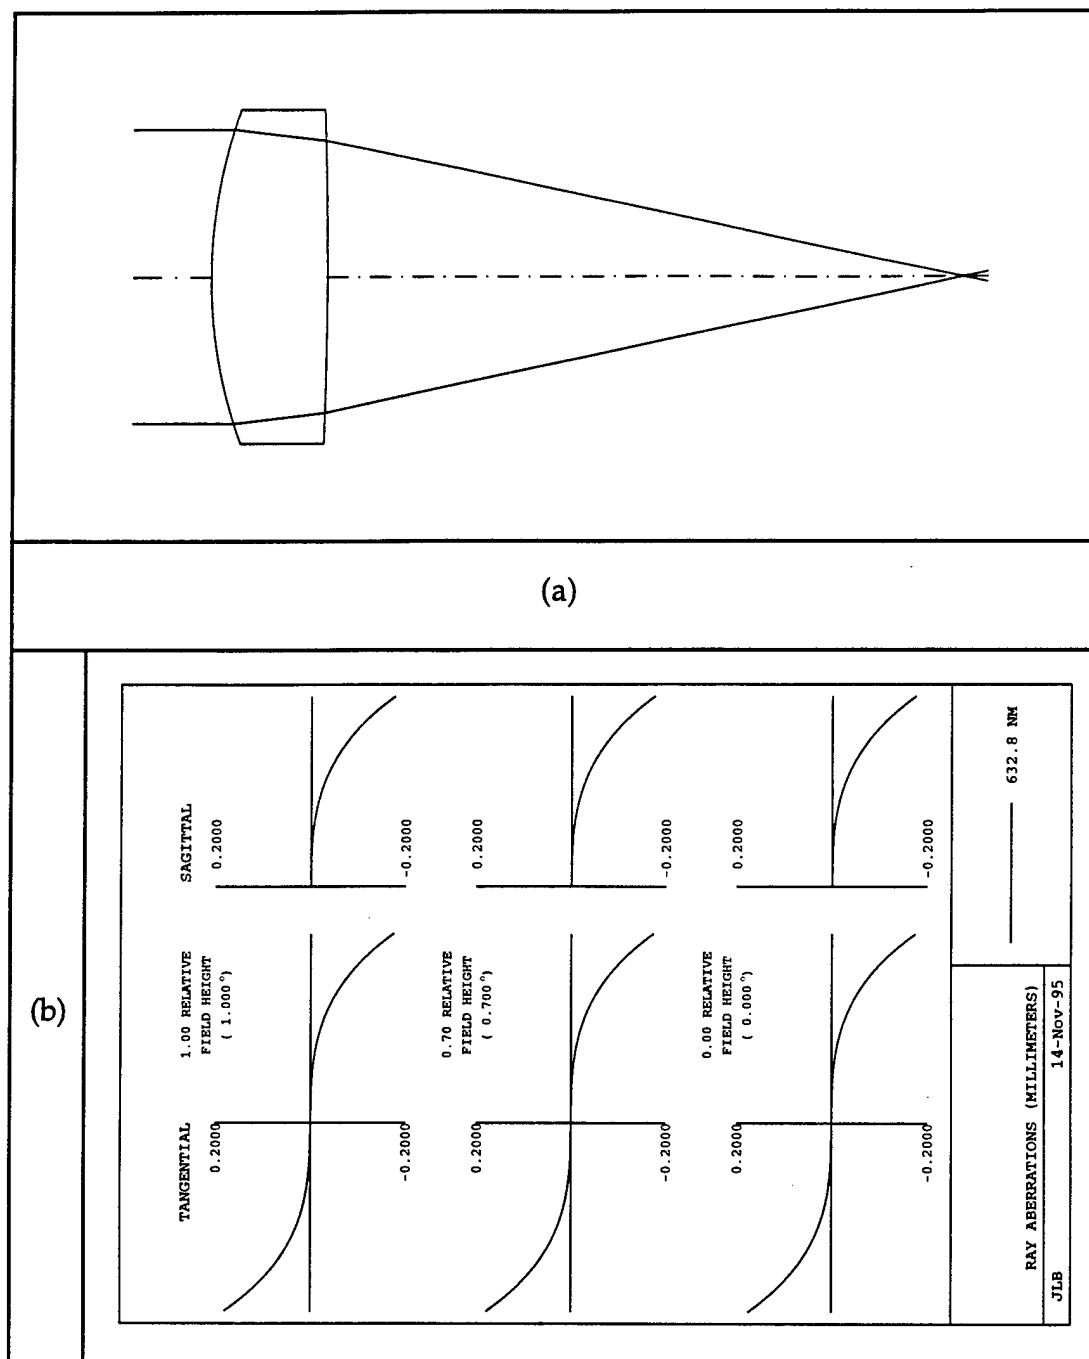 (a)
(b)
TANGENTIAL
1.00 RELATIVE
FIELD HEIGHT
( 1.000°)
SAGITTAL
0.2000
0.2000
-0.2000
-0.2000
0.70 RELATIVE
FIELD HEIGHT
( 0.700°)
0.2000
0.2000
-0.2000
-0.2000
0.00 RELATIVE
FIELD HEIGHT
( 0.000°)
0.2000
0.2000
-0.2000
-0.2000
RAY ABERRATIONS (MILLIMETERS)
632.8 NM
JLB 14-Nov-95